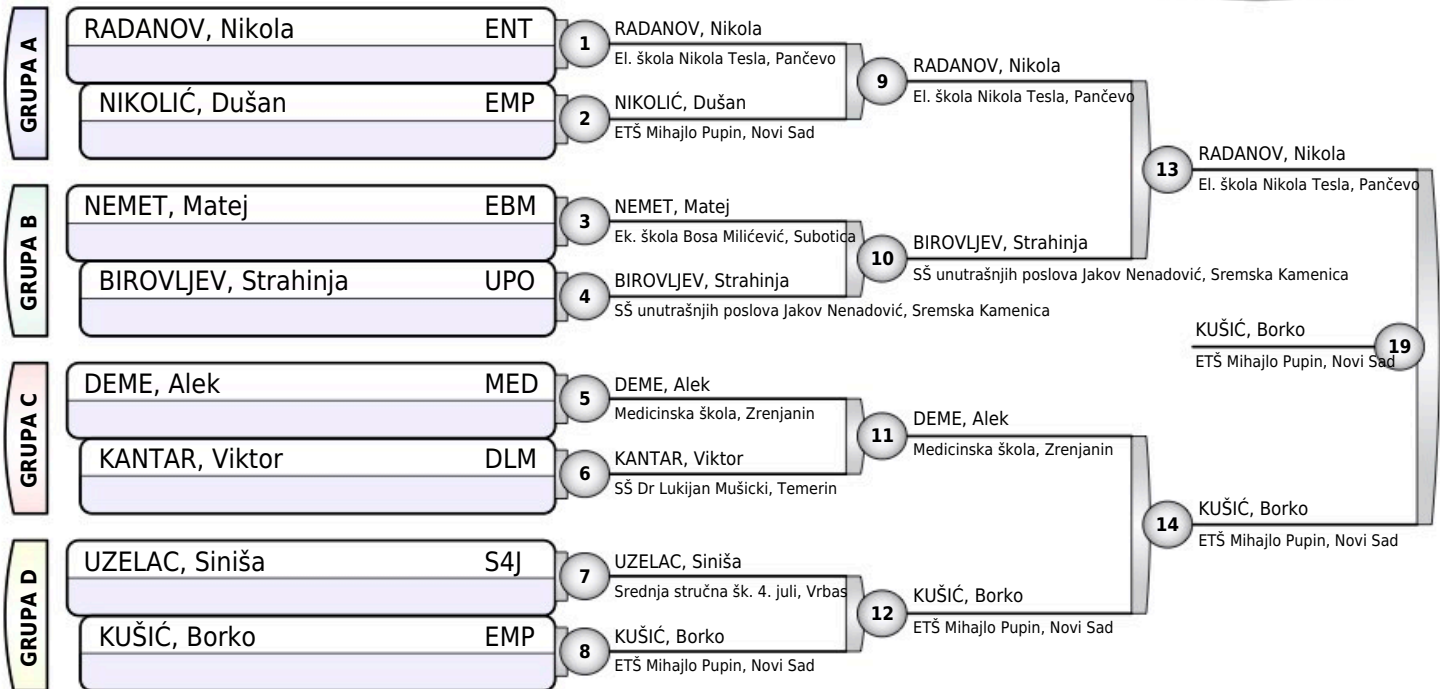 GRUPA A
RADANOV, Nikola ENT
NIKOLIĆ, Dušan EMP
1
RADANOV, Nikola
El. škola Nikola Tesla, Pančevo
2
NIKOLIĆ, Dušan
ETŠ Mihajlo Pupin, Novi Sad
9
RADANOV, Nikola
El. škola Nikola Tesla, Pančevo
GRUPA B
NEMET, Matej EBM
BIROVLJEV, Strahinja UPO
3
NEMET, Matej
Ek. škola Bosa Milićević, Subotica
4
BIROVLJEV, Strahinja
SŠ unutrašnjih poslova Jakov Nenadović, Sremska Kamenica
10
BIROVLJEV, Strahinja
SŠ unutrašnjih poslova Jakov Nenadović, Sremska Kamenica
13
RADANOV, Nikola
El. škola Nikola Tesla, Pančevo
GRUPA C
DEME, Alek MED
KANTAR, Viktor DLM
5
DEME, Alek
Medicinska škola, Zrenjanin
6
KANTAR, Viktor
SŠ Dr Lukijan Mušicki, Temerin
11
DEME, Alek
Medicinska škola, Zrenjanin
GRUPA D
UZELAC, Siniša S4J
KUŠIĆ, Borko EMP
7
UZELAC, Siniša
Srednja stručna šk. 4. juli, Vrbas
8
KUŠIĆ, Borko
ETŠ Mihajlo Pupin, Novi Sad
12
KUŠIĆ, Borko
ETŠ Mihajlo Pupin, Novi Sad
14
KUŠIĆ, Borko
ETŠ Mihajlo Pupin, Novi Sad
KUŠIĆ, Borko
ETŠ Mihajlo Pupin, Novi Sad
19